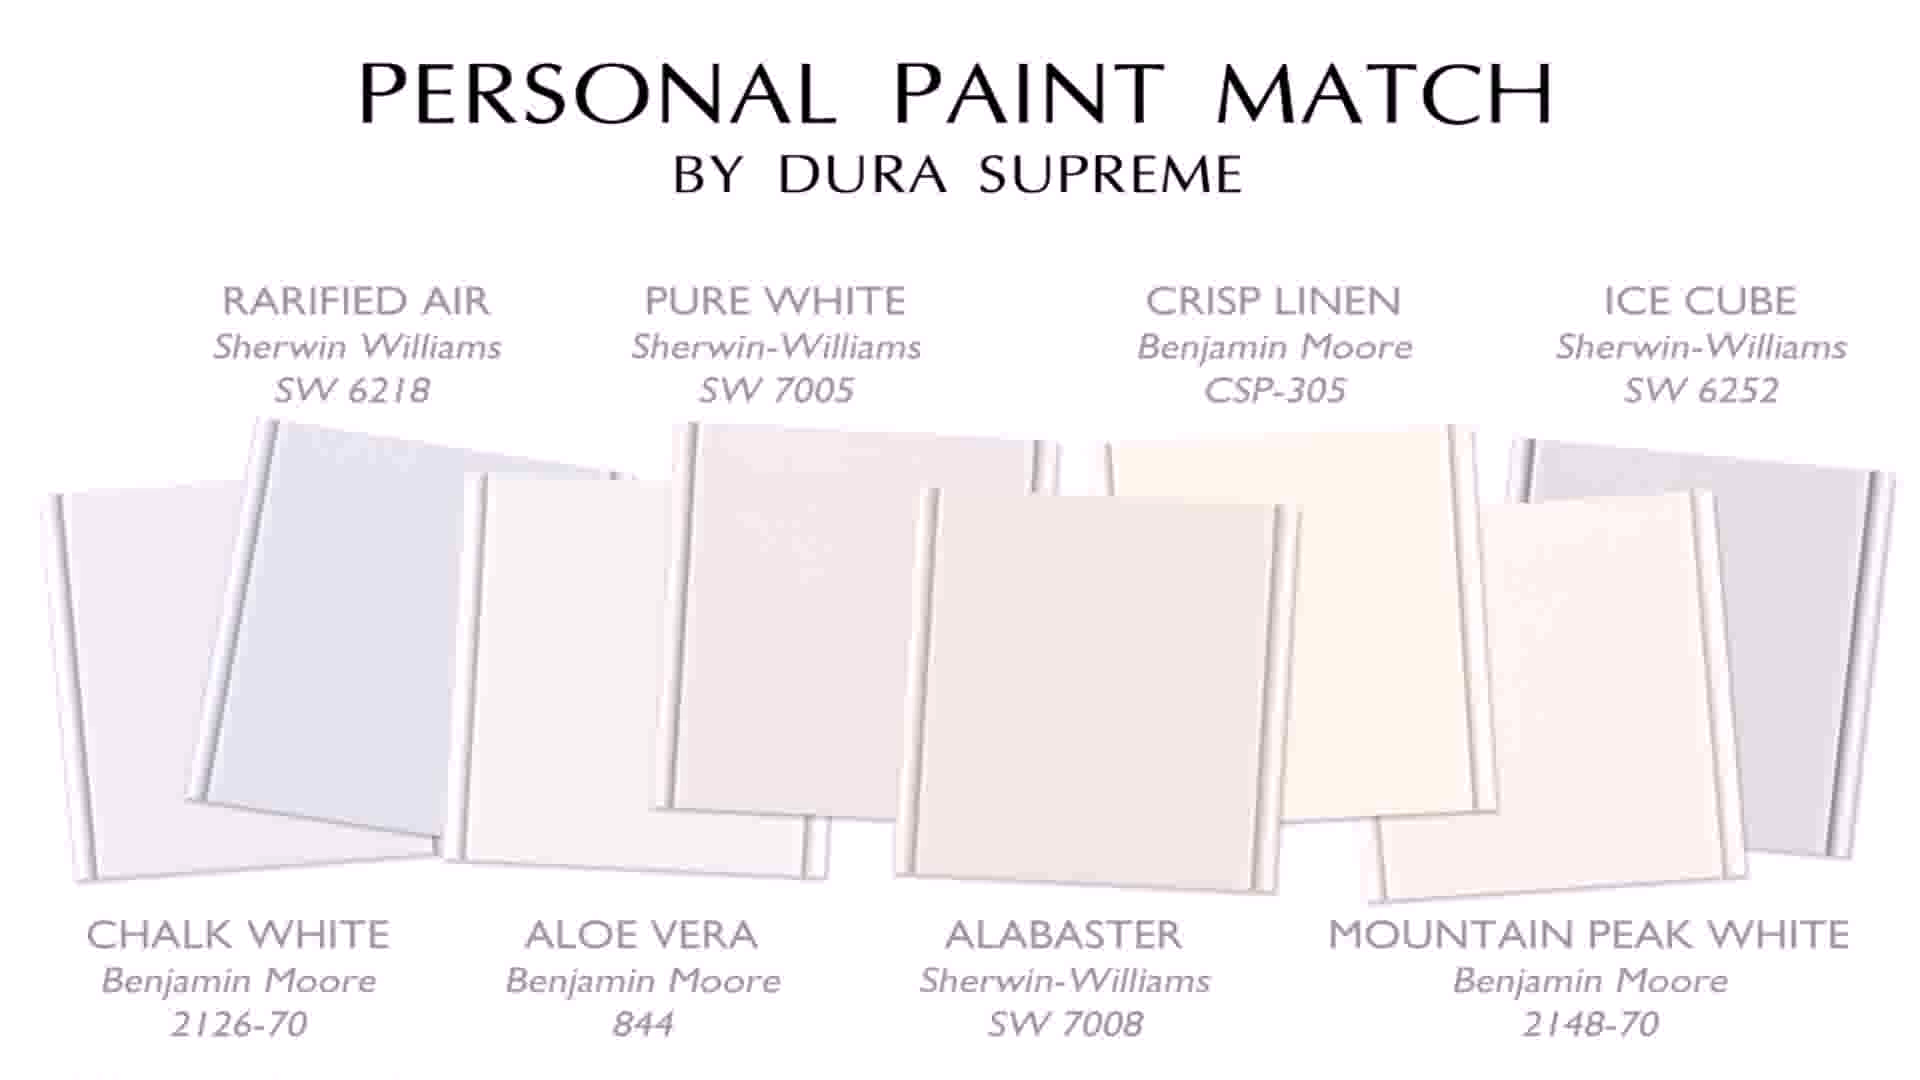 PERSONAL PAINT MATCH
BY DURA SUPREME
RARIFIED AIR
Sherwin Williams
SW 6218
PURE WHITE
Sherwin-Williams
SW 7005
CRISP LINEN
Benjamin Moore
CSP-305
ICE CUBE
Sherwin-Williams
SW 6252
CHALK WHITE
Benjamin Moore
2126-70
ALOE VERA
Benjamin Moore
844
ALABASTER
Sherwin-Williams
SW 7008
MOUNTAIN PEAK WHITE
Benjamin Moore
2148-70